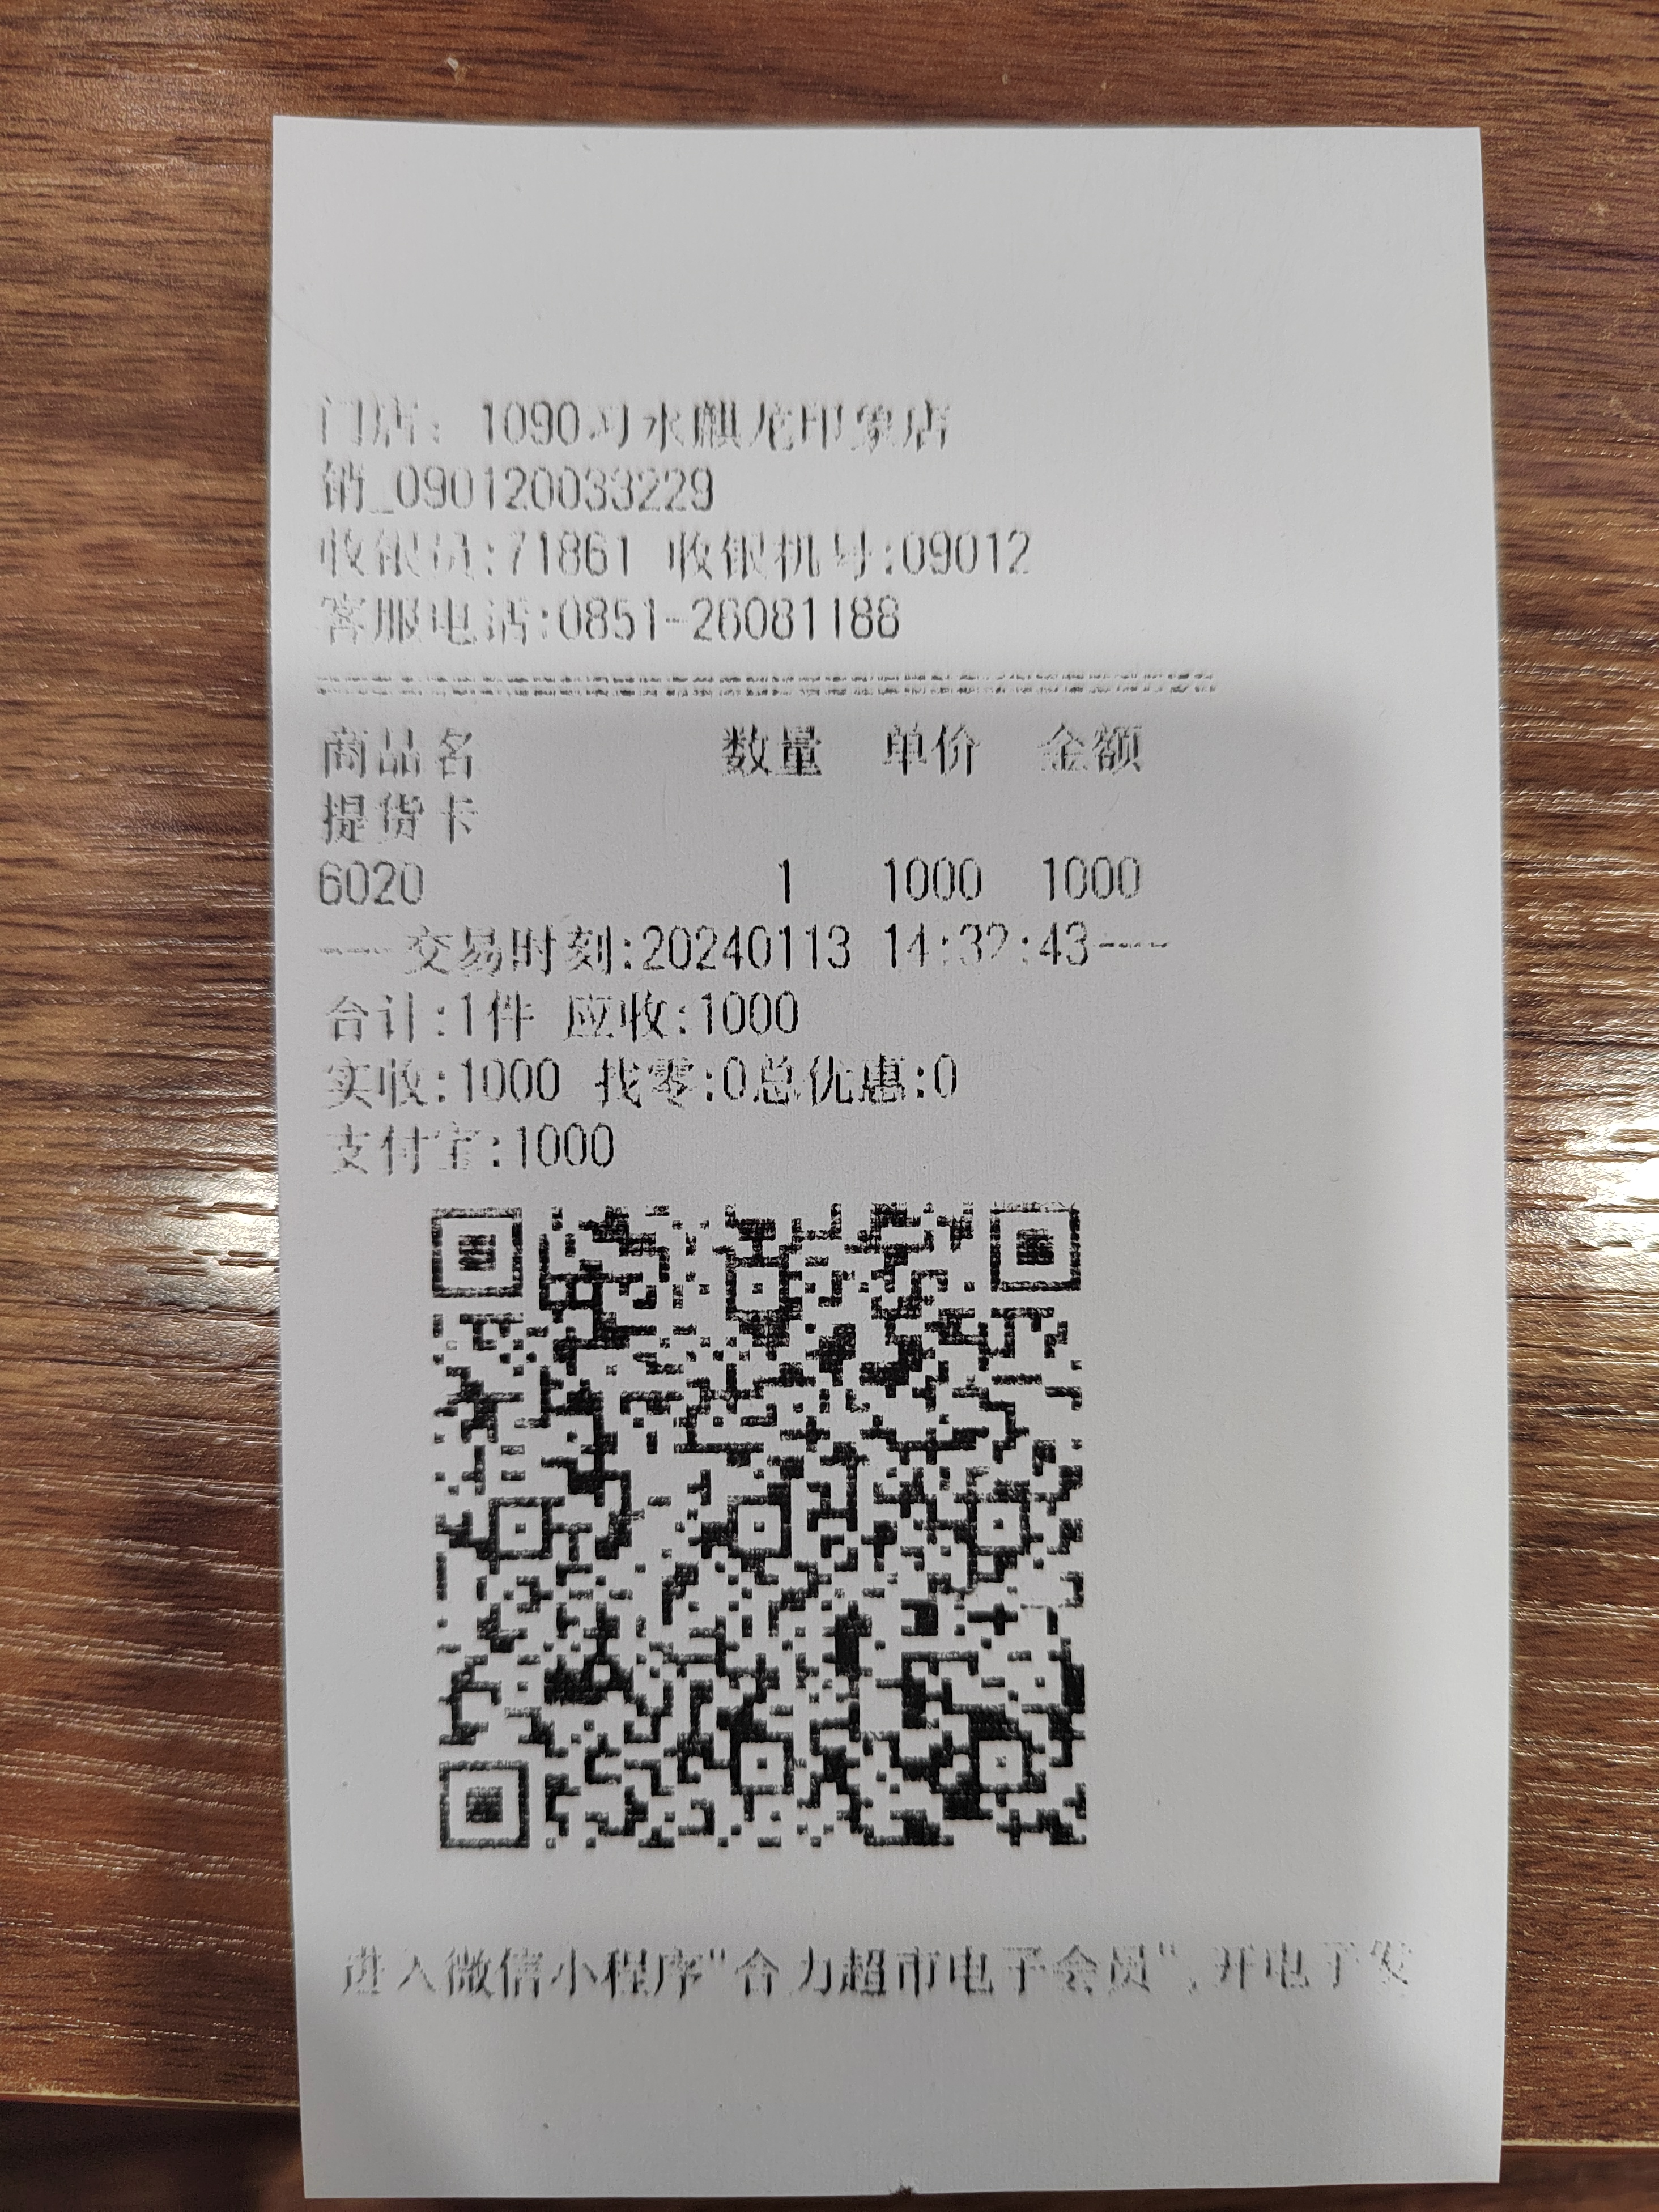 门店: 1090习水麒龙印象店
销_090120033229
收银员:71861 收银机号:09012
客服电话:0851-26081188
商品名 数量 单价 金额
提货卡
6020 1 1000 1000
---交易时刻:20240113 14:32:43----
合计:1件 应收:1000
实收:1000 找零:0总优惠:0
支付宝:1000
进入微信小程序"合力超市电子会员",开电子发